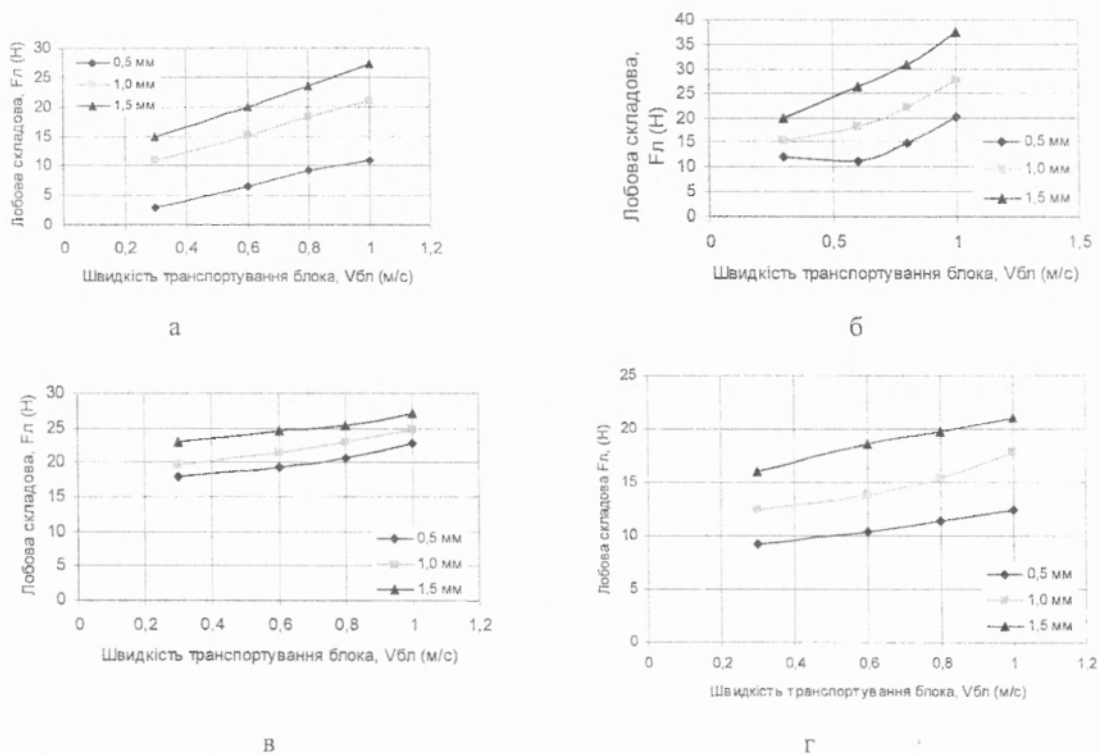 Лобова складова, Fл (Н)
30
25
20
15
10
5
0
0,5 мм
1,0 мм
1,5 мм
0 0,2 0,4 0,6 0,8 1 1,2
Швидкість транспортування блока, Vбл (м/с)
а
Лобова складова,
Fл (Н)
40
35
30
25
20
15
10
5
0
0,5 мм
1,0 мм
1,5 мм
0 0,5 1 1,5
Швидкість транспортування блока, Vбл (м/с)
б
Лобова складова, Fл (Н)
30
25
20
15
10
5
0
0,5 мм
1,0 мм
1,5 мм
0 0,2 0,4 0,6 0,8 1 1,2
Швидкість транспортування блока, Vбл (м/с)
в
Лобова складова Fл, (Н)
25
20
15
10
5
0
0,5 мм
1,0 мм
1,5 мм
0 0,2 0,4 0,6 0,8 1 1,2
Швидкість транспортування блока, Vбл (м/с)
г